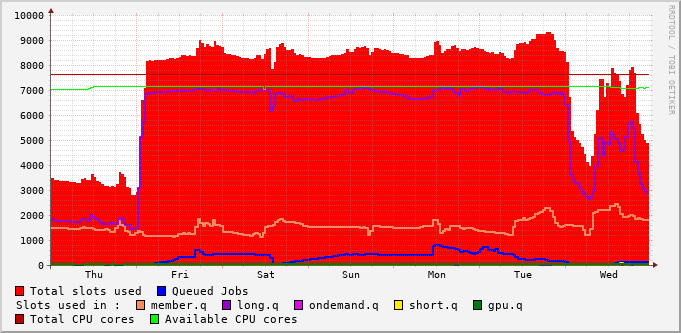 10000
9000
8000
7000
6000
5000
4000
3000
2000
1000
0
Thu Fri Sat Sun Mon Tue Wed
Total slots used Queued Jobs
Slots used in : member.q long.q ondemand.q short.q gpu.q
Total CPU cores Available CPU cores
RRDTOOL / TOBI OETIKER